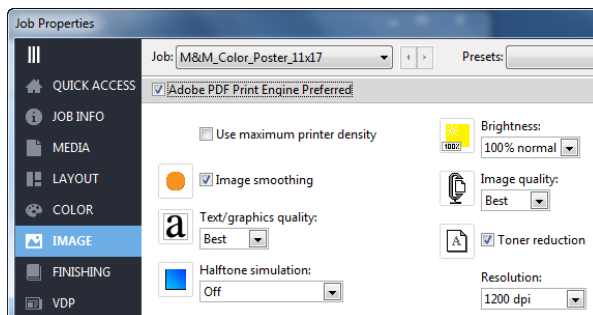 Job Properties
Job: M&M_Color_Poster_11x17
Presets:
QUICK ACCESS
JOB INFO
MEDIA
LAYOUT
COLOR
IMAGE
FINISHING
VDP
Adobe PDF Print Engine Preferred
Use maximum printer density
Image smoothing
Text/graphics quality:
a
Best
Halftone simulation:
Off
Brightness:
100%
100% normal
Image quality:
Best
A
Toner reduction
Resolution:
1200 dpi